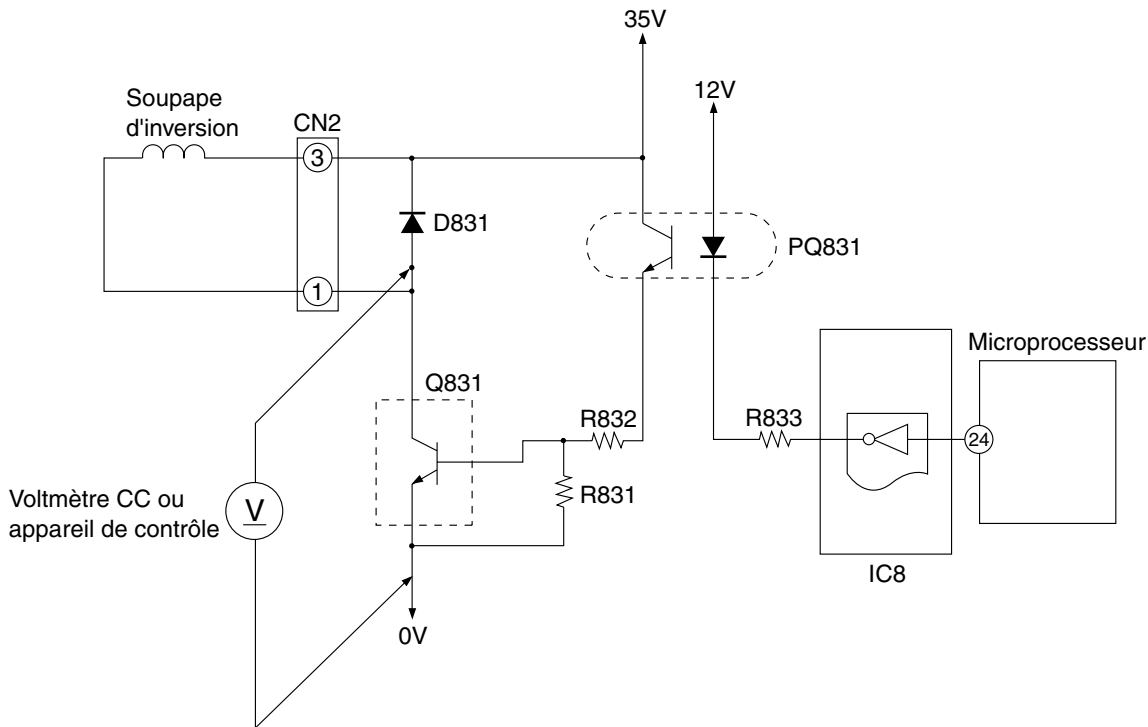 35V
12V
Soupape
d'inversion
CN2
3
D831
PQ831
1
Microprocesseur
Q831
R832
R833
24
R831
Voltmètre CC ou
appareil de contrôle
V
IC8
0V